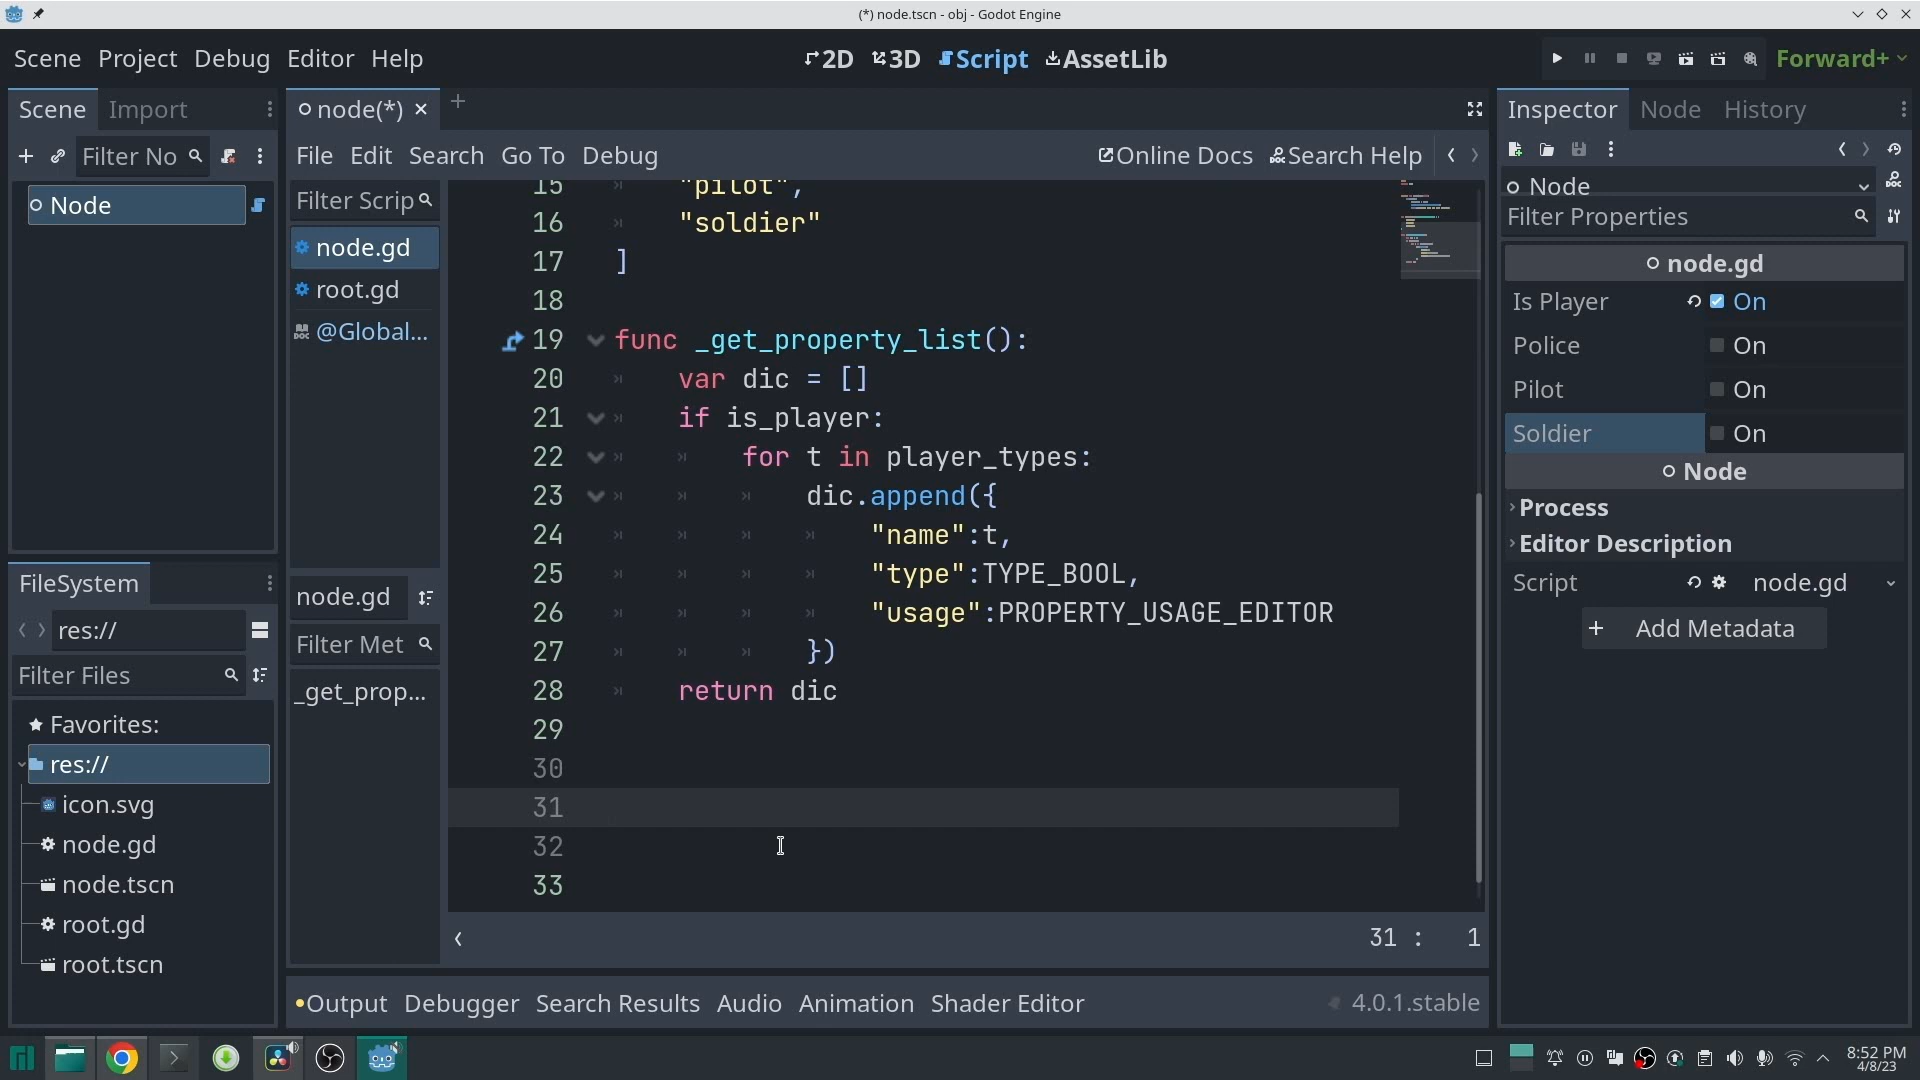 (*) node.tscn - obj - Godot Engine
Scene Project Debug Editor Help
2D 3D Script AssetLib
Forward+
Scene Import
node(*)
Inspector Node History
Filter No
File Edit Search Go To Debug
Online Docs Search Help
Node
Node
Filter Scrip
node.gd
root.gd
@Global...
node.gd
Filter Met
_get_prop...
15 "pilot",
16 "soldier"
17 ]
18
19 func _get_property_list():
20 var dic = []
21 if is_player:
22 for t in player_types:
23 dic.append({
24 "name":t,
25 "type":TYPE_BOOL,
26 "usage":PROPERTY_USAGE_EDITOR
27 })
28 return dic
29
30
31
32
33
31 : 1
Filter Properties
node.gd
Is Player On
Police On
Pilot On
Soldier On
Node
Process
Editor Description
Script node.gd
+ Add Metadata
FileSystem
res://
Filter Files
Favorites:
res://
icon.svg
node.gd
node.tscn
root.gd
root.tscn
Output Debugger Search Results Audio Animation Shader Editor
4.0.1.stable
8:52 PM
4/8/23